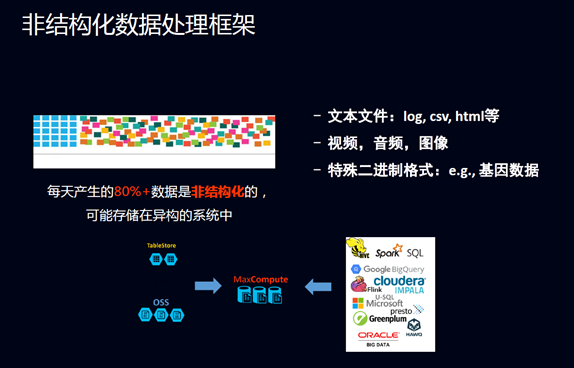 非结构化数据处理框架
− 文本文件：log, csv, html等
− 视频，音频，图像
− 特殊二进制格式：e.g., 基因数据
每天产生的80%+数据是非结构化的，
可能存储在异构的系统中
TableStore
OSS
MaxCompute
HIVE
Spark SQL
Google BigQuery
cloudera
IMPALA
Flink
U-SQL
Microsoft
presto
Greenplum
HAWQ
ORACLE
BIG DATA